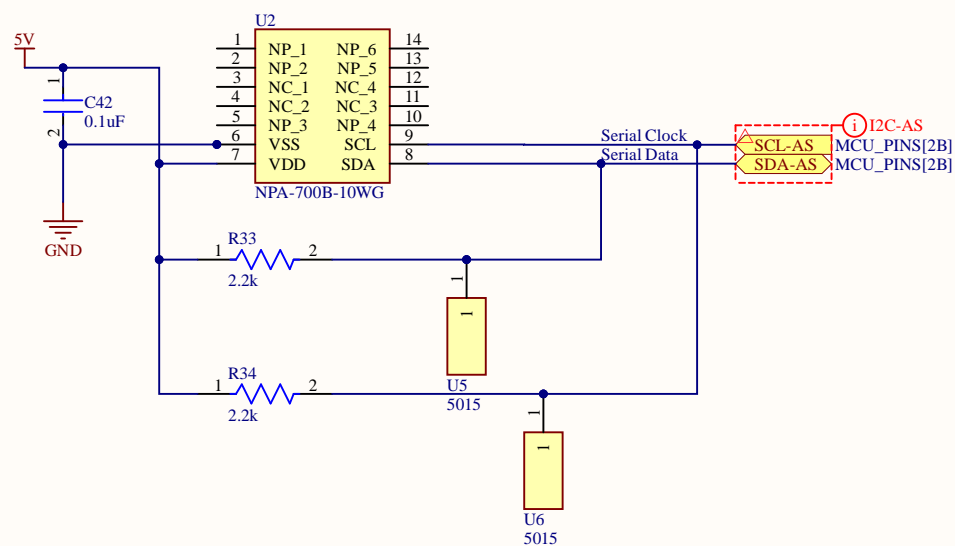 U2
5V
1 NP_1 NP_6 14
2 NP_2 NP_5 13
3 NC_1 NC_4 12
4 NC_2 NC_3 11
5 NP_3 NP_4 10
6 VSS SCL 9
7 VDD SDA 8
NPA-700B-10WG
1
C42
0.1uF
2
GND
Serial Clock
Serial Data
i I2C-AS
SCL-AS MCU_PINS[2B]
SDA-AS MCU_PINS[2B]
R33
1 2
2.2k
1
1
U5
5015
R34
1 2
2.2k
1
1
U6
5015